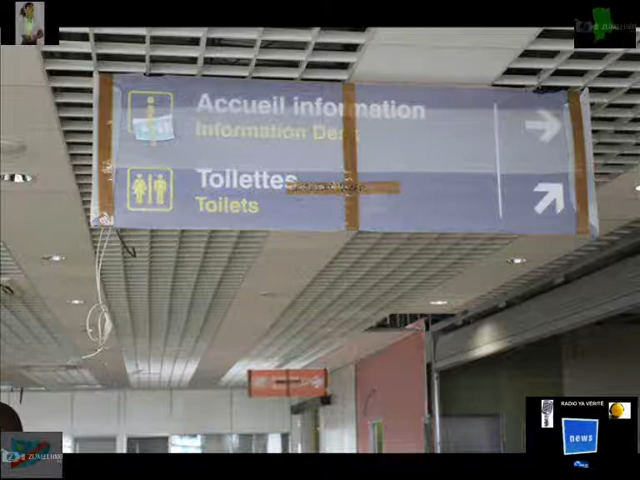 Accueil information
Information Desk
Toilettes
Toilets
RADIO YA VÉRITÉ
news